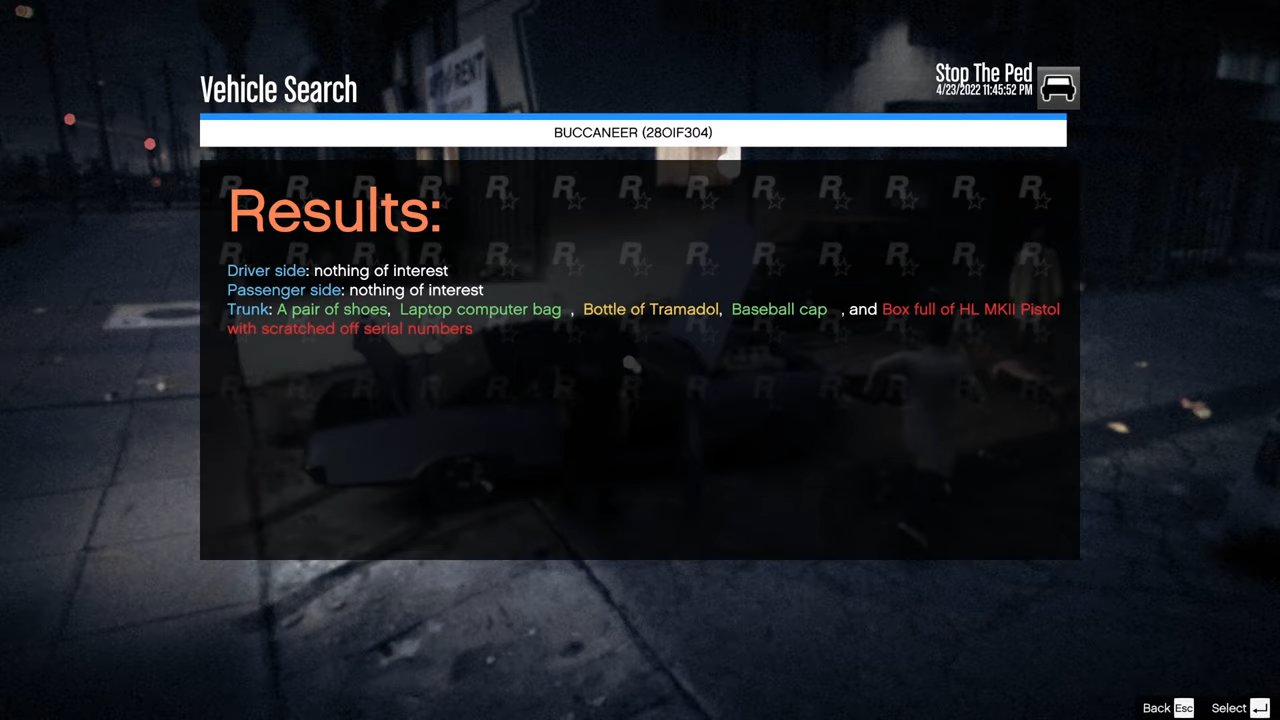 Vehicle Search
Stop The Ped
4/23/2022 11:45:52 PM
BUCCANEER (28OIF304)
Results:
Driver side: nothing of interest
Passenger side: nothing of interest
Trunk: A pair of shoes, Laptop computer bag , Bottle of Tramadol, Baseball cap , and Box full of HL MKII Pistol
with scratched off serial numbers
RENT
Back Esc Select